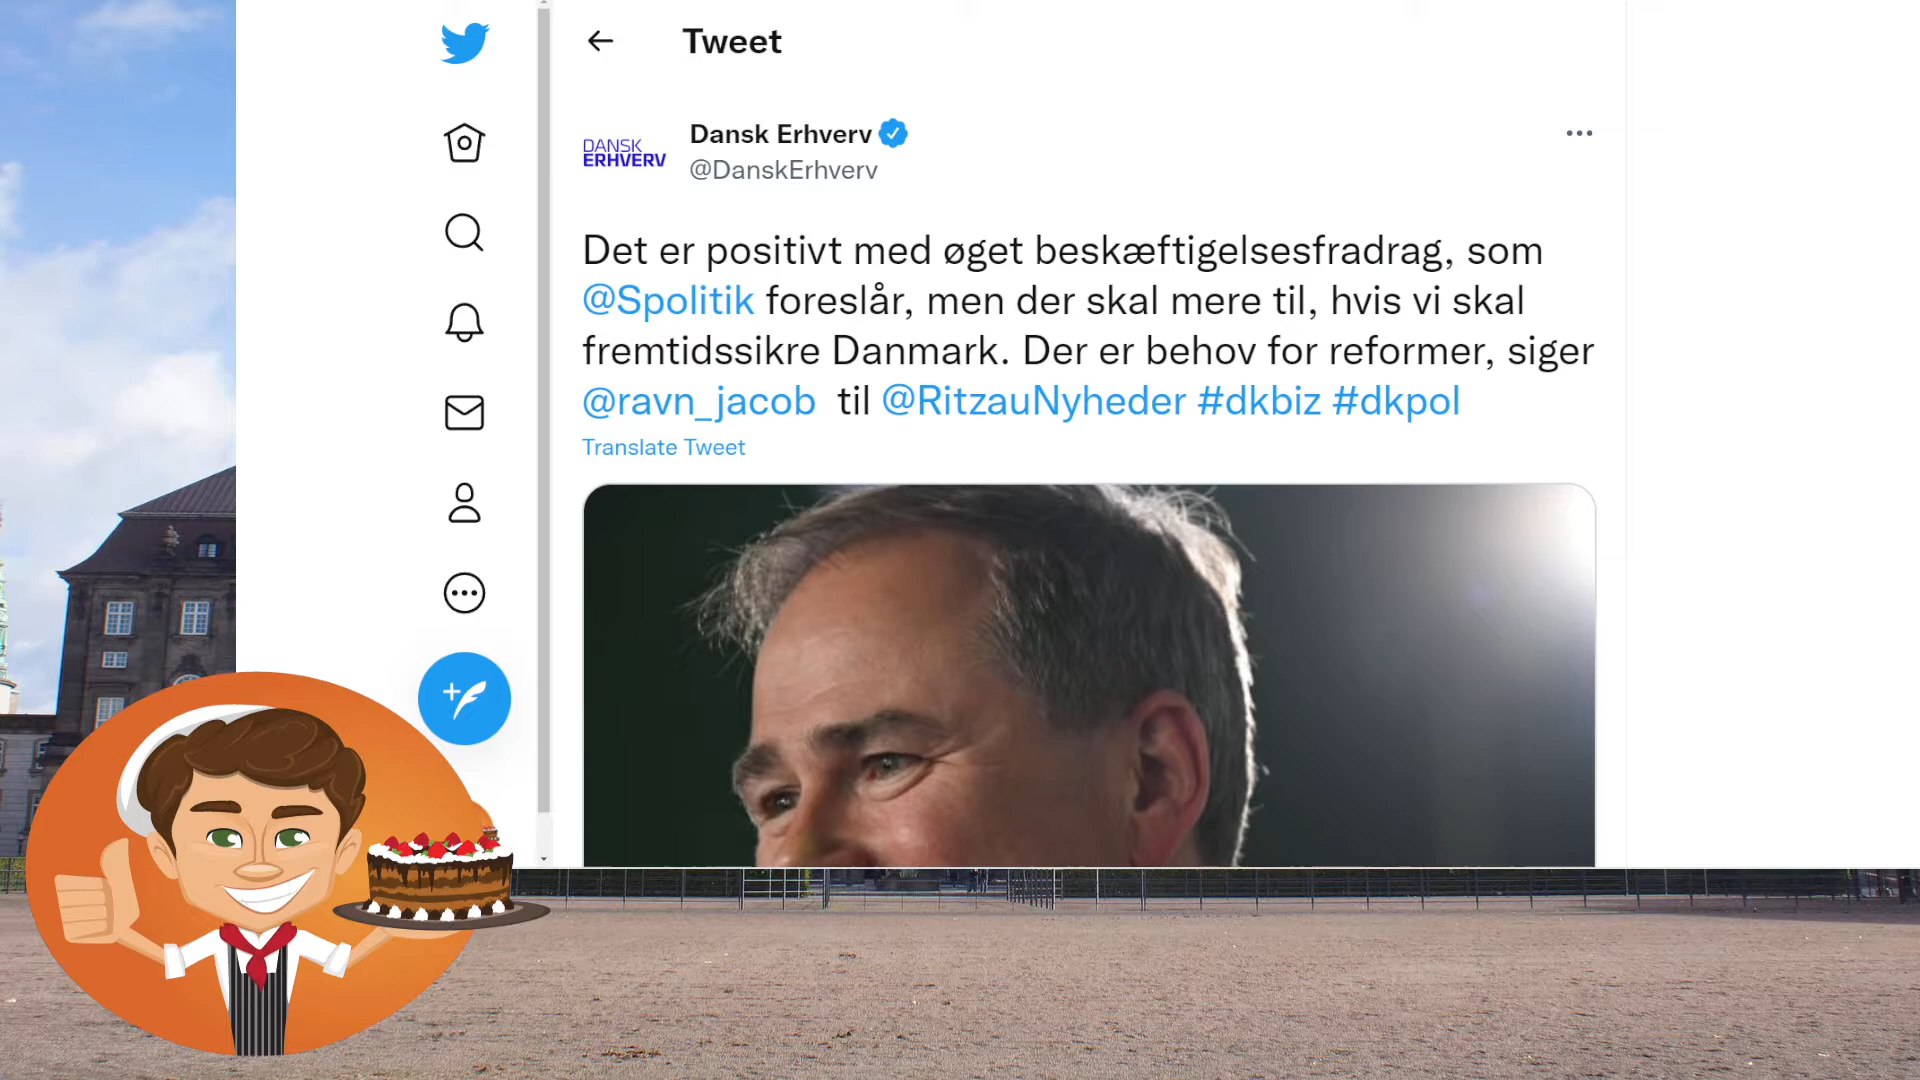 Tweet
DANSK
ERHVERV
Dansk Erhverv
@DanskErhverv
Det er positivt med øget beskæftigelsesfradrag, som
@Spolitik foreslår, men der skal mere til, hvis vi skal
fremtidssikre Danmark. Der er behov for reformer, siger
@ravn_jacob til @RitzauNyheder #dkbiz #dkpol
Translate Tweet